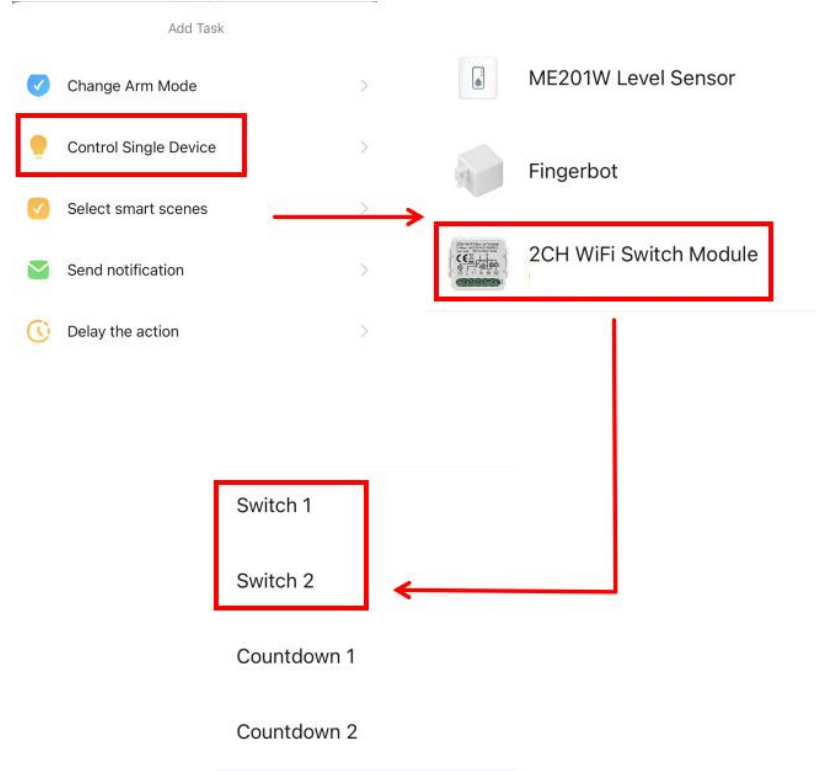 Add Task
Change Arm Mode
Control Single Device
Select smart scenes
Send notification
Delay the action
ME201W Level Sensor
Fingerbot
2CH WiFi Switch Module
Switch 1
Switch 2
Countdown 1
Countdown 2